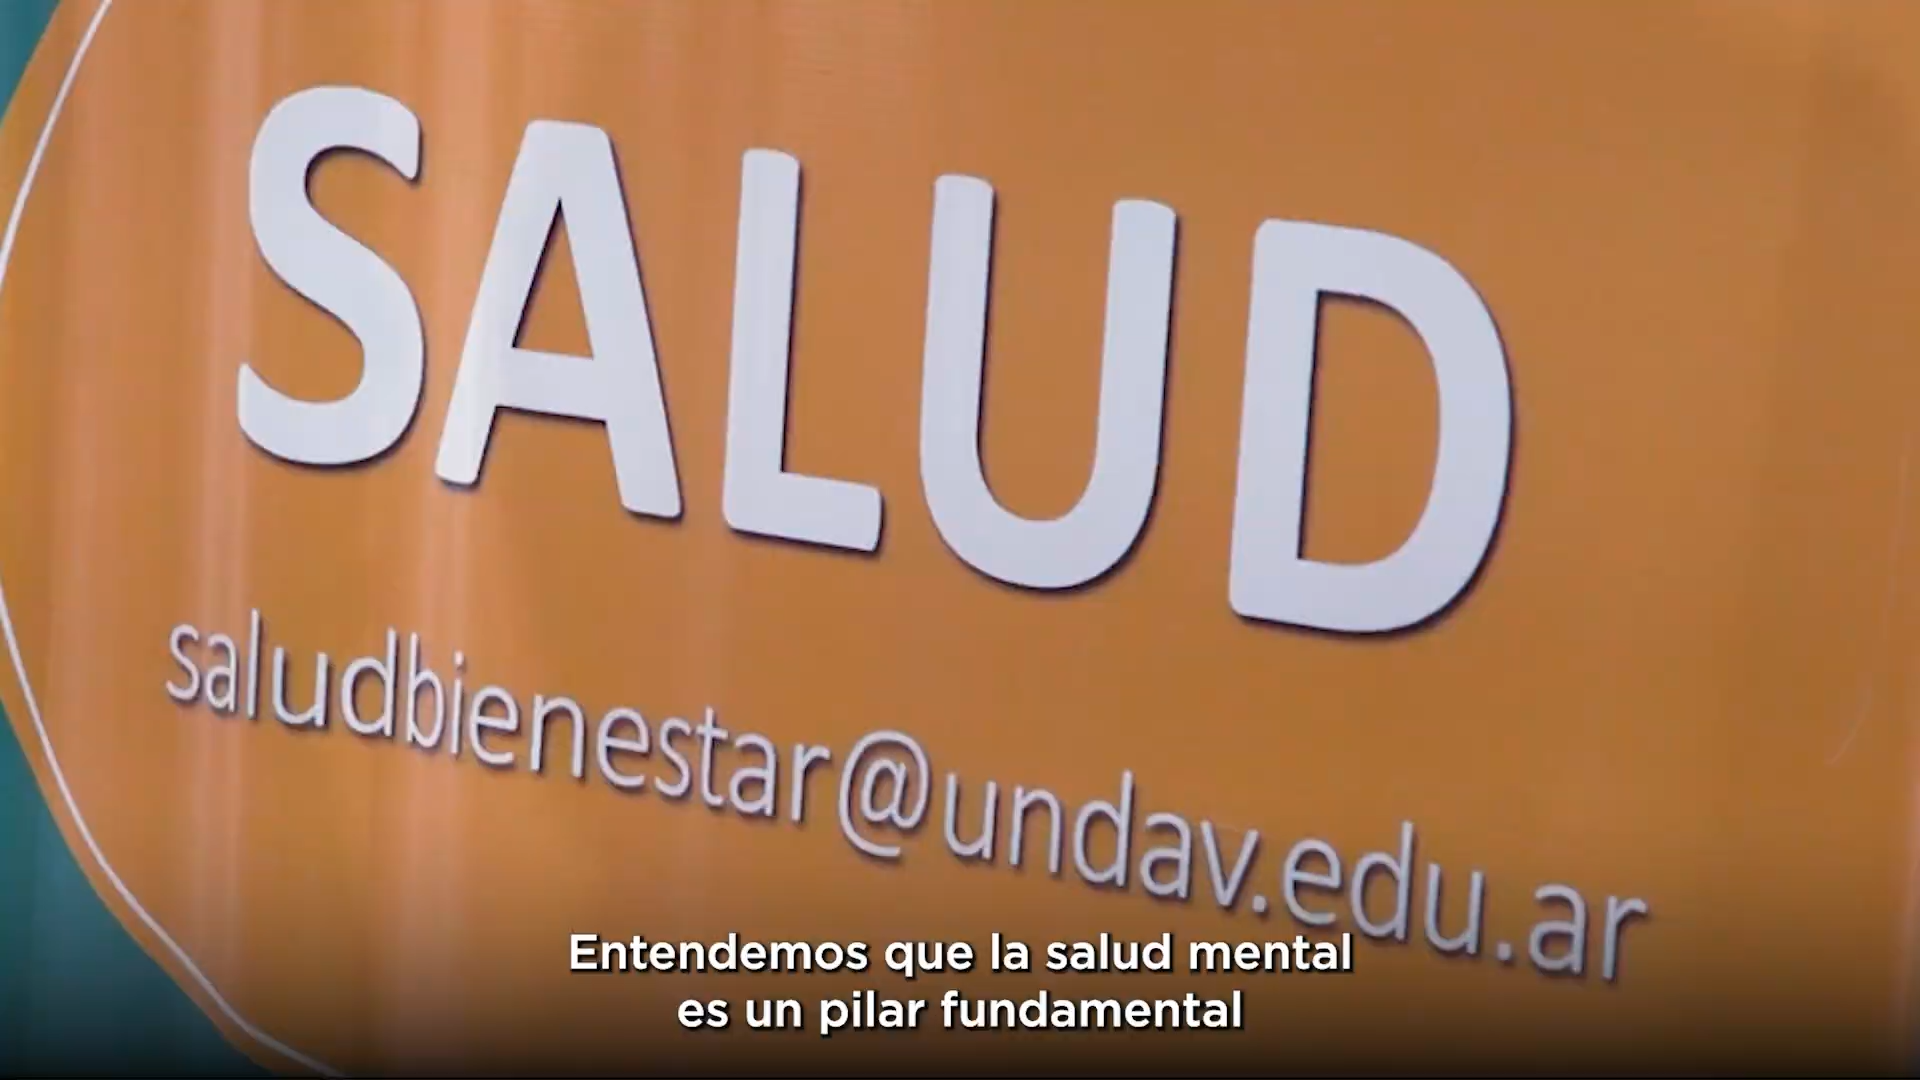 SALUD
saludbienestar@undav.edu.ar
Entendemos que la salud mental
es un pilar fundamental